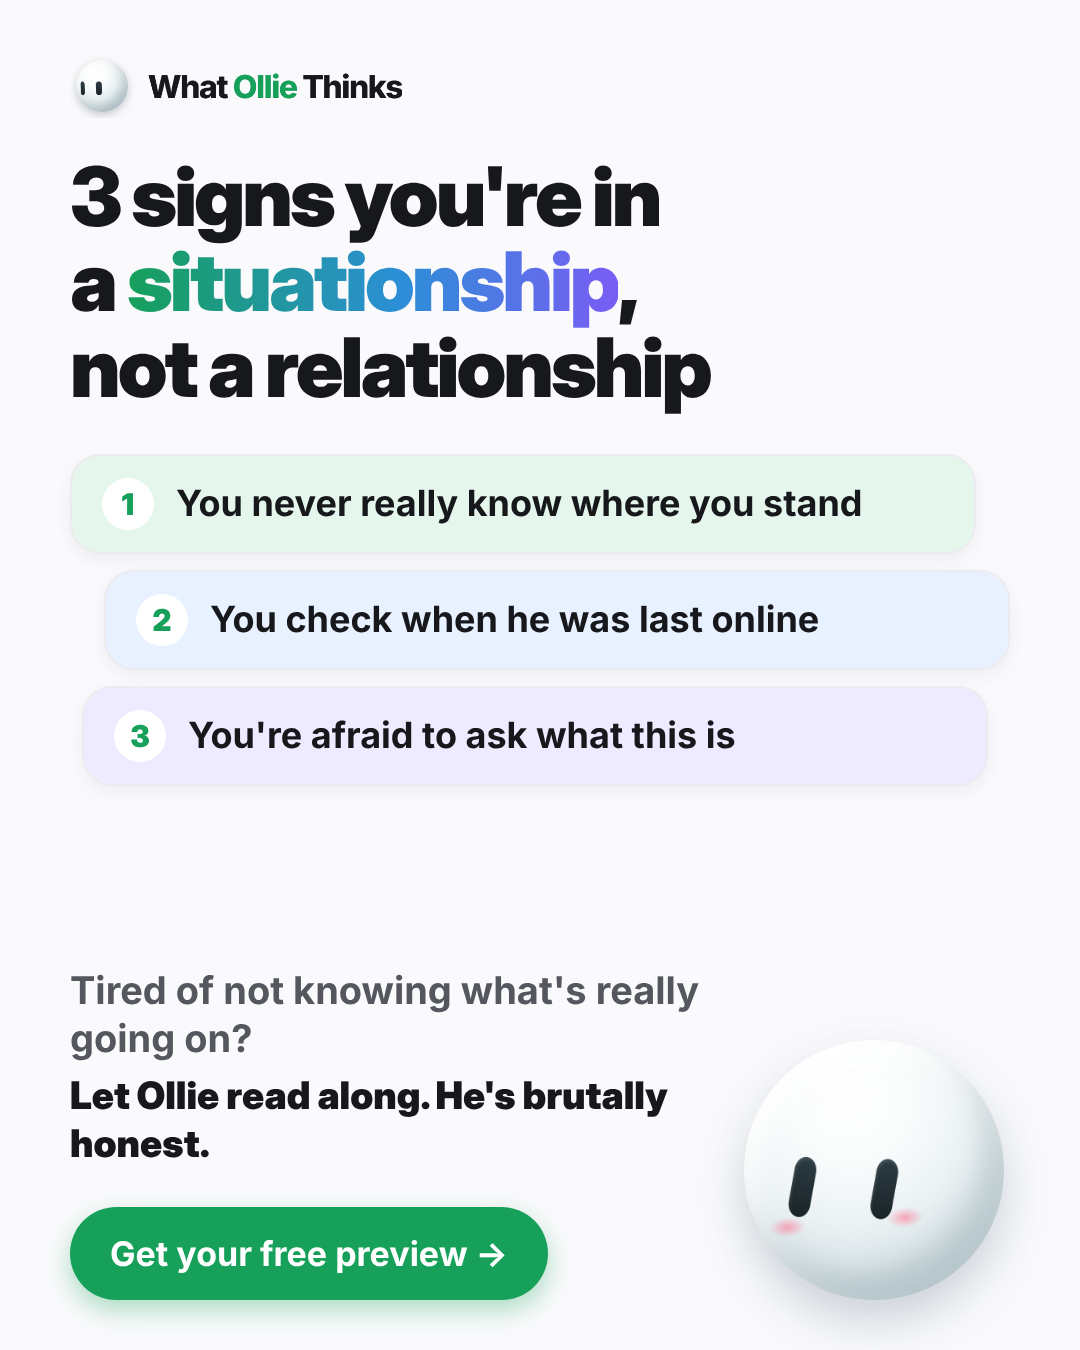 What Ollie Thinks
3 signs you're in
a situationship,
not a relationship
1 You never really know where you stand
2 You check when he was last online
3 You're afraid to ask what this is
Tired of not knowing what's really
going on?
Let Ollie read along. He's brutally
honest.
Get your free preview →